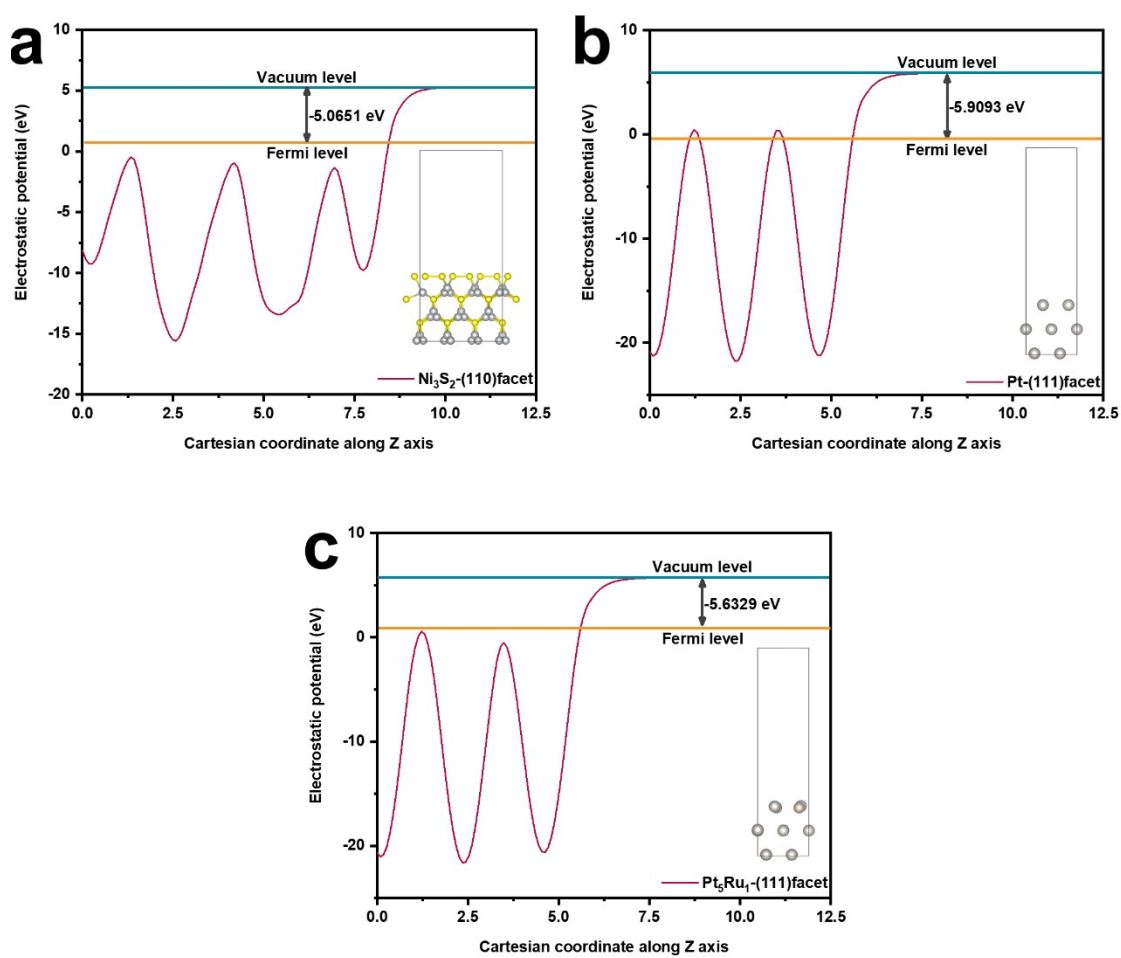 a
10
5
0
-5
-10
-15
-20
Electrostatic potential (eV)
Vacuum level
-5.0651 eV
Fermi level
Ni₃S₂-(110)facet
0.0 2.5 5.0 7.5 10.0 12.5
Cartesian coordinate along Z axis
b
10
0
-10
-20
Electrostatic potential (eV)
Vacuum level
-5.9093 eV
Fermi level
Pt-(111)facet
0.0 2.5 5.0 7.5 10.0 12.5
Cartesian coordinate along Z axis
c
10
0
-10
-20
Electrostatic potential (eV)
Vacuum level
-5.6329 eV
Fermi level
Pt₅Ru₁-(111)facet
0.0 2.5 5.0 7.5 10.0 12.5
Cartesian coordinate along Z axis